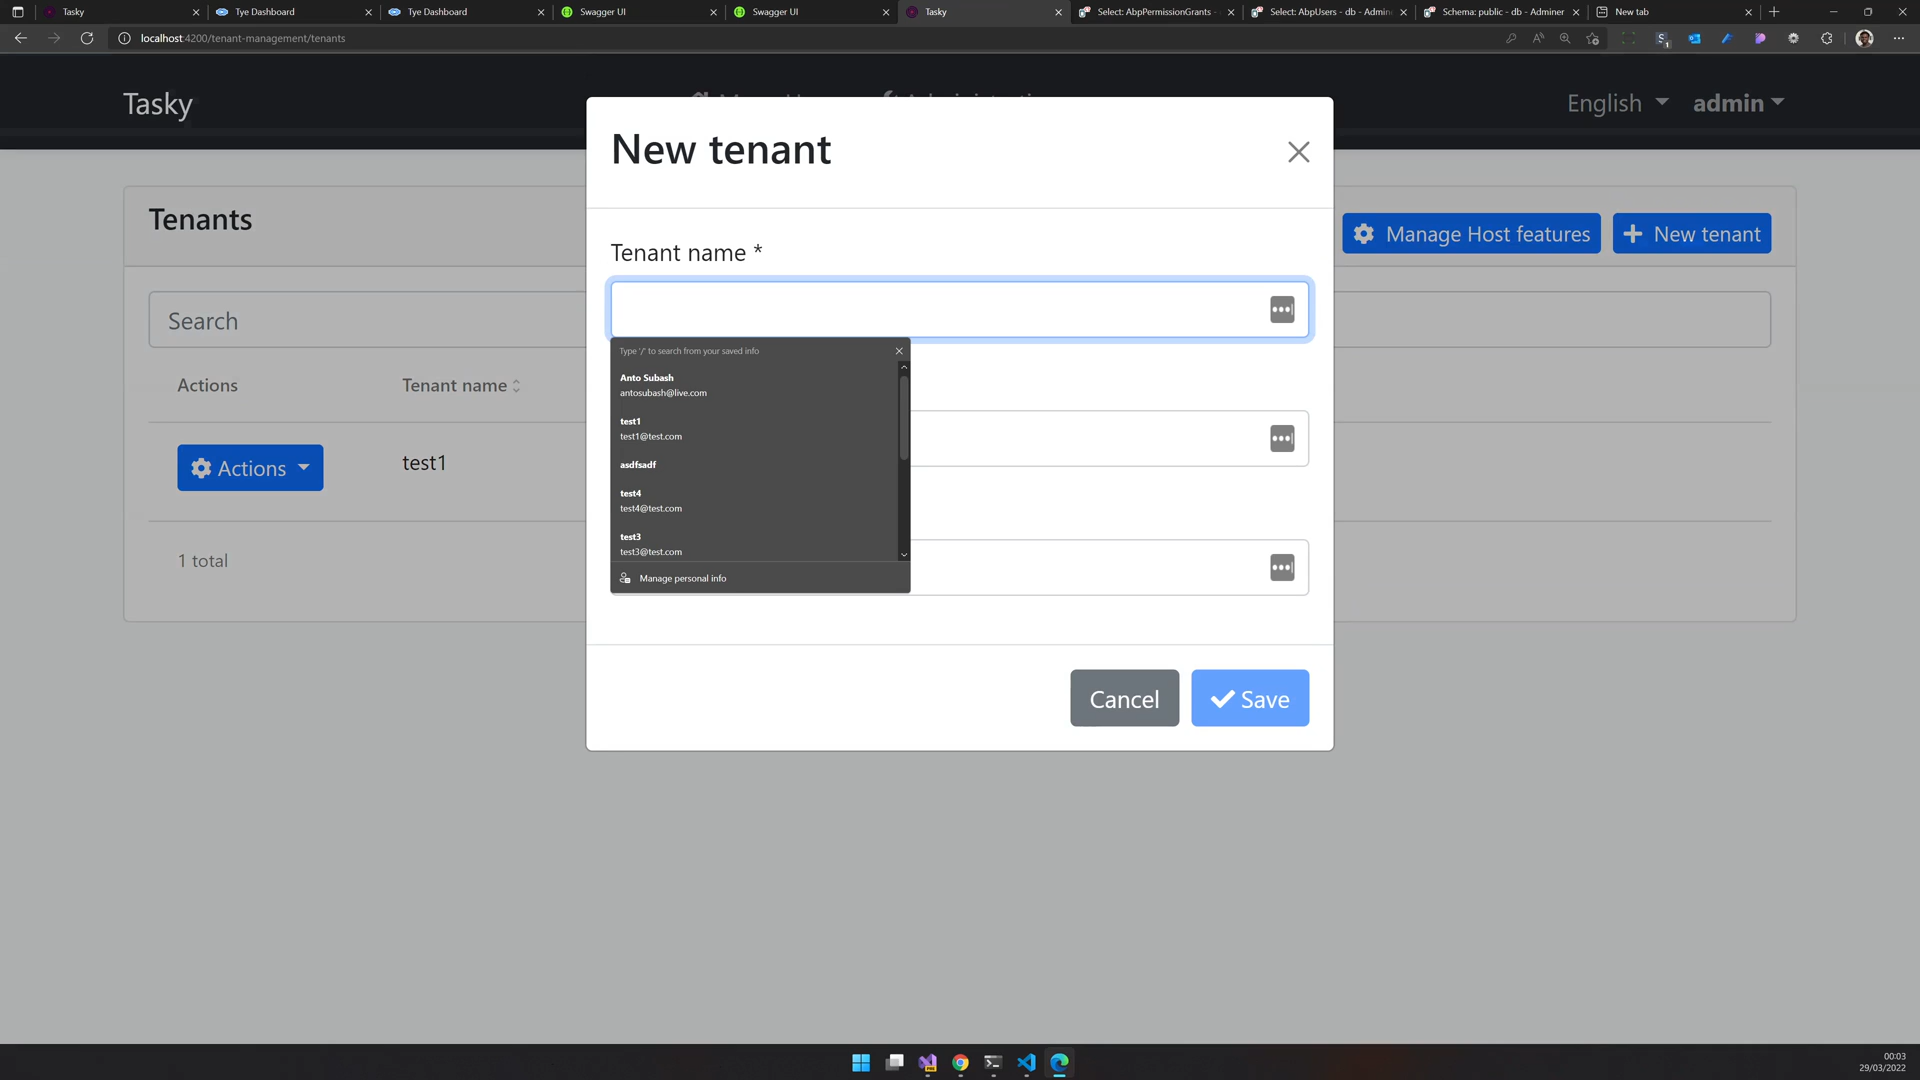 Tasky
Tye Dashboard
Tye Dashboard
Swagger UI
Swagger UI
Tasky
Select: AbpPermissionGrants -
Select: AbpUsers - db - Admine
Schema: public - db - Adminer
New tab
localhost:4200/tenant-management/tenants
Tasky
English
admin
New tenant
Tenants
Manage Host features
New tenant
Tenant name *
Search
Type '/' to search from your saved info
Anto Subash
antosubash@live.com
test1
test1@test.com
asdfsadf
test4
test4@test.com
test3
test3@test.com
Manage personal info
Actions
Tenant name
Actions
test1
1 total
Cancel
Save
00:03
29/03/2022